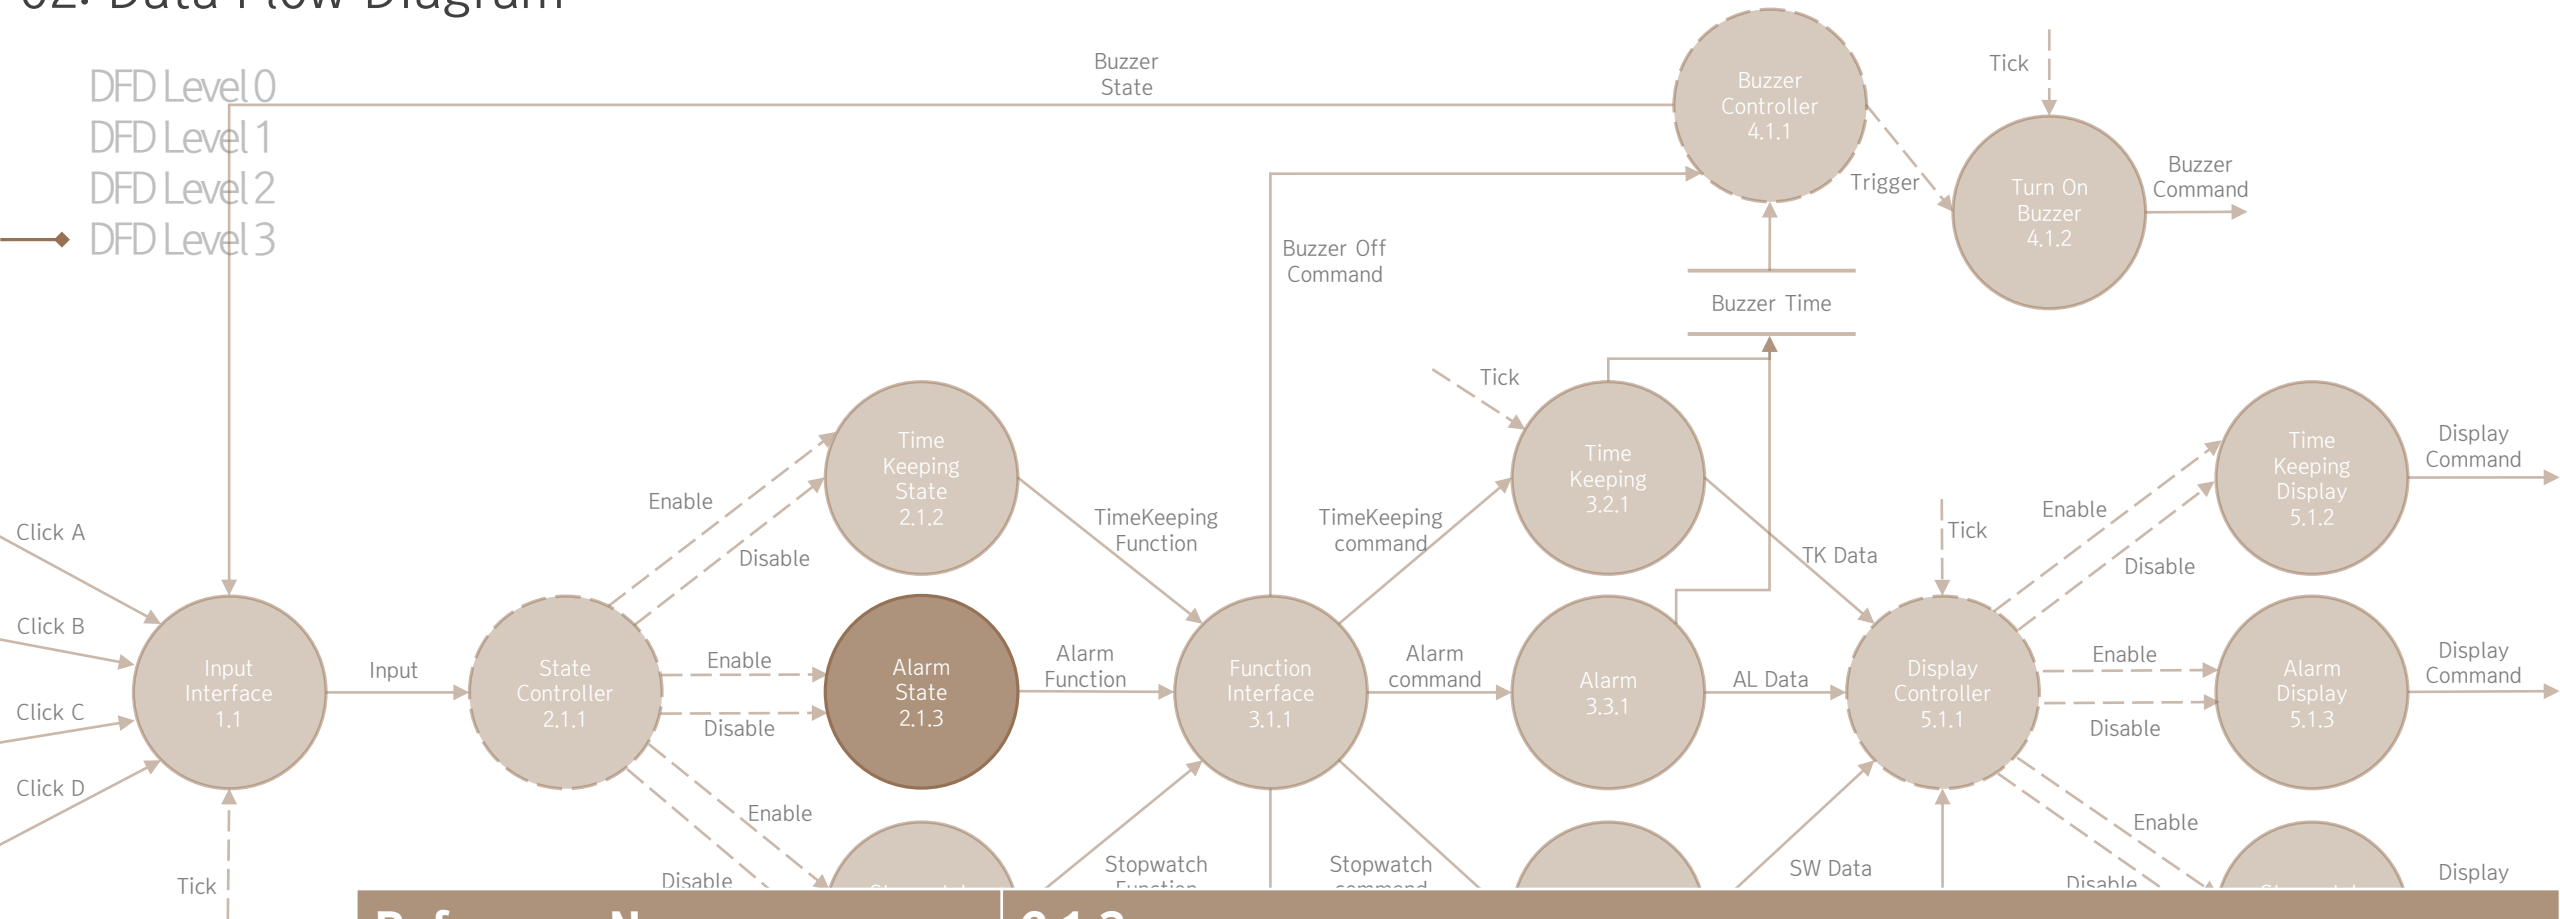 02. Data Flow Diagram
DFD Level 0
DFD Level 1
DFD Level 2
DFD Level 3
Buzzer
State
Buzzer
Controller
4.1.1
Tick
Trigger
Turn On
Buzzer
4.1.2
Buzzer
Command
Buzzer Off
Command
Buzzer Time
Tick
Time
Keeping
State
2.1.2
Time
Keeping
3.2.1
Time
Keeping
Display
5.1.2
Display
Command
Enable
Disable
TimeKeeping
Function
TimeKeeping
command
TK Data
Tick
Enable
Disable
Click A
Click B
Click C
Click D
Input
Interface
1.1
Input
State
Controller
2.1.1
Enable
Disable
Alarm
State
2.1.3
Alarm
Function
Function
Interface
3.1.1
Alarm
command
Alarm
3.3.1
AL Data
Display
Controller
5.1.1
Enable
Disable
Alarm
Display
5.1.3
Display
Command
Enable
Disable
Tick
Stopwatch
Function
Stopwatch
command
SW Data
Enable
Disable
Display